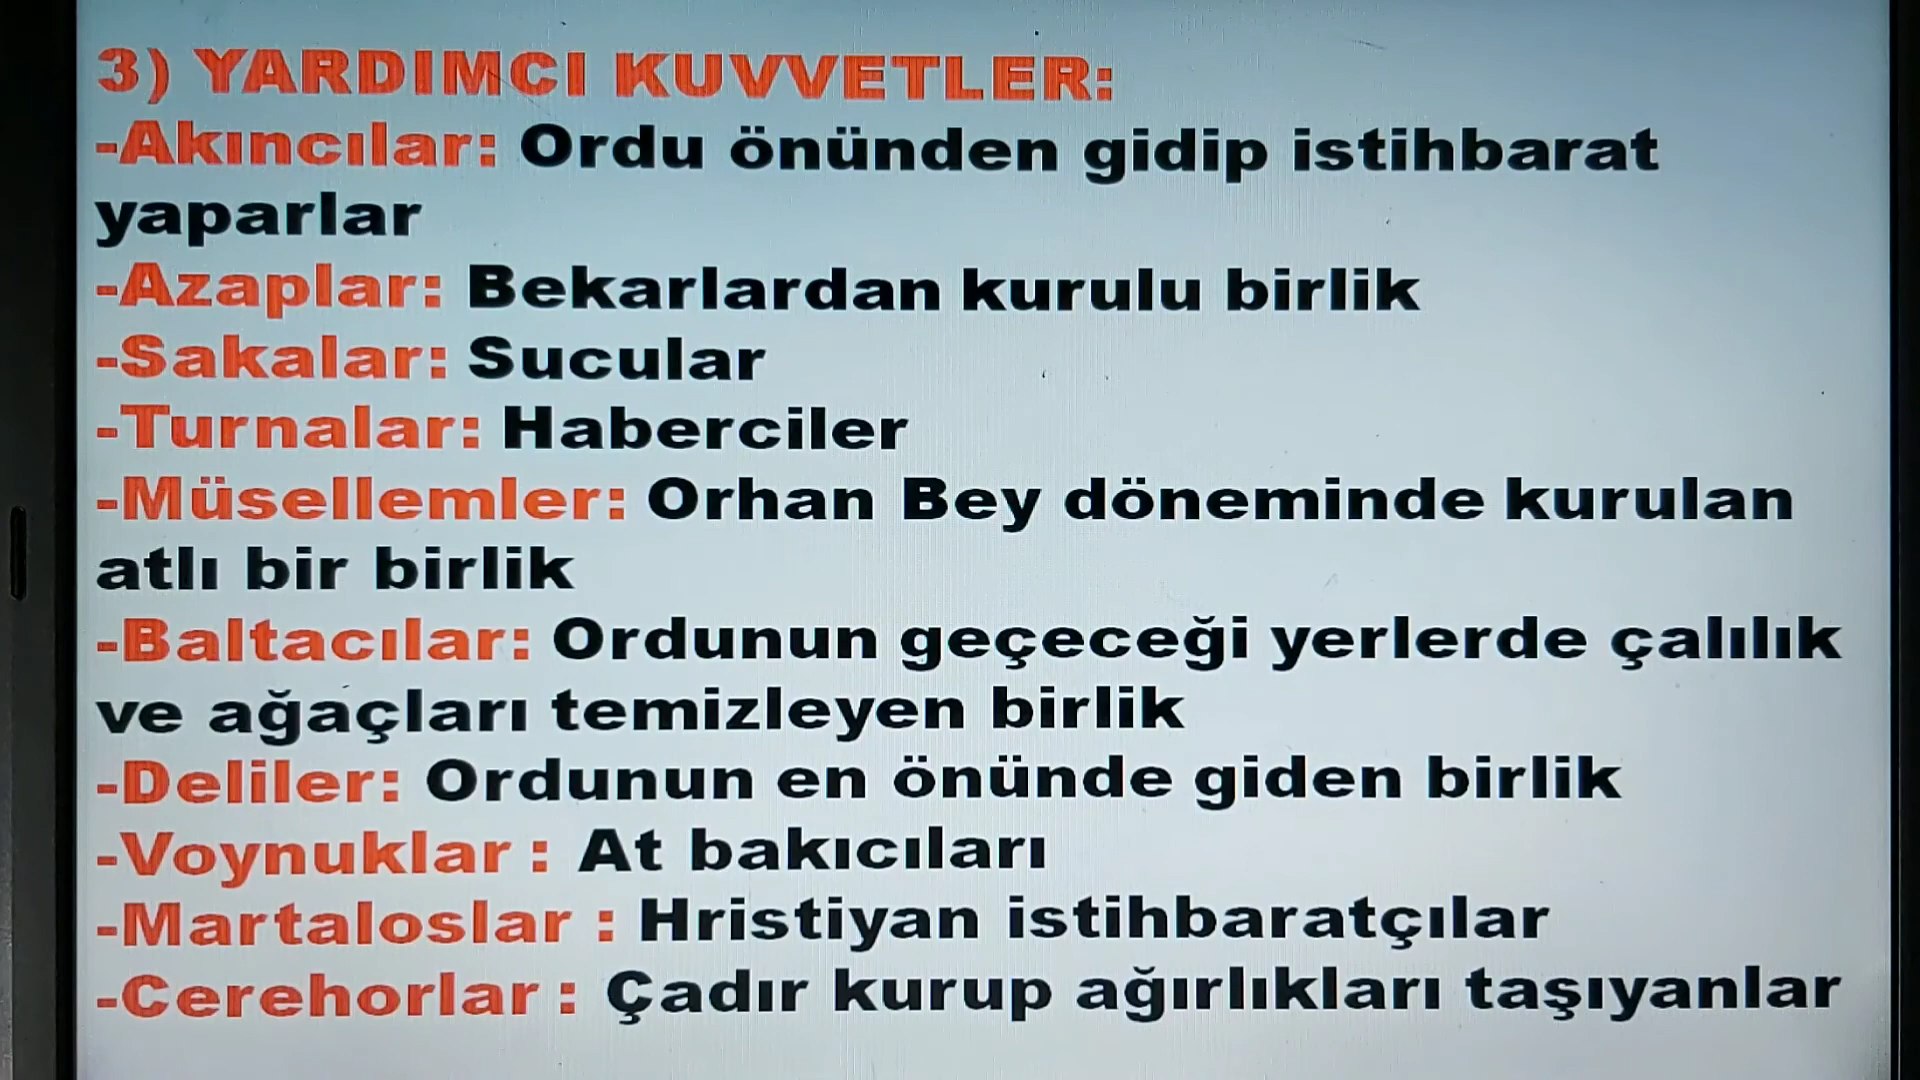 3) YARDIMCI KUVVETLER:
-Akıncılar: Ordu önünden gidip istihbarat
yaparlar
-Azaplar: Bekarlardan kurulu birlik
-Sakalar: Sucular
-Turnalar: Haberciler
-Müsellemler: Orhan Bey döneminde kurulan
atlı bir birlik
-Baltacılar: Ordunun geçeceği yerlerde çalılık
ve ağaçları temizleyen birlik
-Deliler: Ordunun en önünde giden birlik
-Voynuklar : At bakıcıları
-Martaloslar : Hristiyan istihbaratçılar
-Cerehorlar : Çadır kurup ağırlıkları taşıyanlar